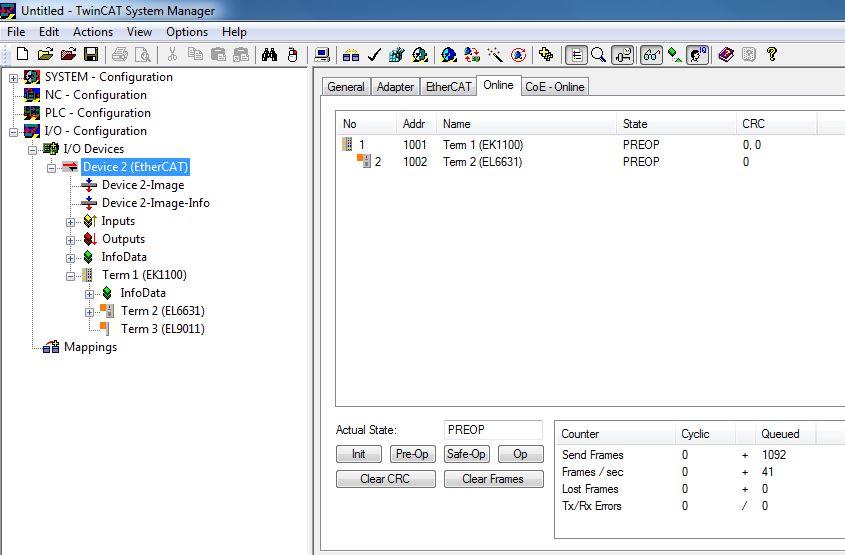 Untitled - TwinCAT System Manager
File Edit Actions View Options Help
SYSTEM - Configuration
NC - Configuration
PLC - Configuration
I/O - Configuration
I/O Devices
Device 2 (EtherCAT)
Device 2-Image
Device 2-Image-Info
Inputs
Outputs
InfoData
Term 1 (EK1100)
InfoData
Term 2 (EL6631)
Term 3 (EL9011)
Mappings
General Adapter EtherCAT Online CoE - Online
No Addr Name State CRC
1 1001 Term 1 (EK1100) PREOP 0, 0
2 1002 Term 2 (EL6631) PREOP 0
Actual State: PREOP
Init Pre-Op Safe-Op Op
Clear CRC Clear Frames
Counter Cyclic Queued
Send Frames 0 + 1092
Frames / sec 0 + 41
Lost Frames 0 + 0
Tx/Rx Errors 0 / 0